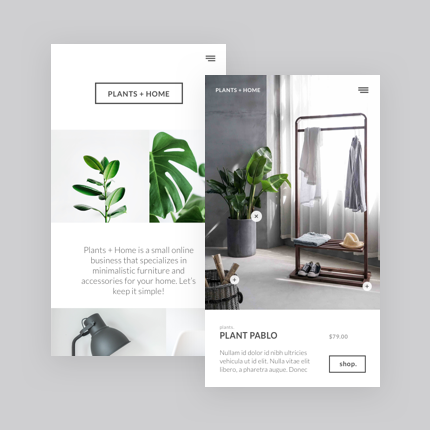 PLANTS + HOME
Plants + Home is a small online
business that specializes in
minimalistic furniture and
accessories for your home. Let's
keep it simple!
PLANTS + HOME
plants
PLANT PABLO
$79.00
Nullam id dolor id nibh ultricies
vehicula ut id elit. Nulla vitae elit
libero, a pharetra augue. Donec
shop.